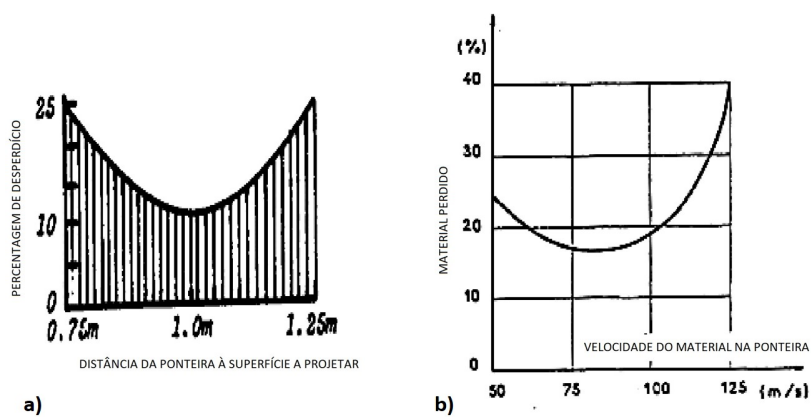 PERCENTAGEM DE DESPERDÍCIO
25
10
0
0.75m 1.0m 1.25m
DISTÂNCIA DA PONTEIRA À SUPERFÍCIE A PROJETAR
a)
MATERIAL PERDIDO
(%)
40
30
20
10
0
VELOCIDADE DO MATERIAL NA PONTEIRA
50 75 100 125 (m/s)
b)